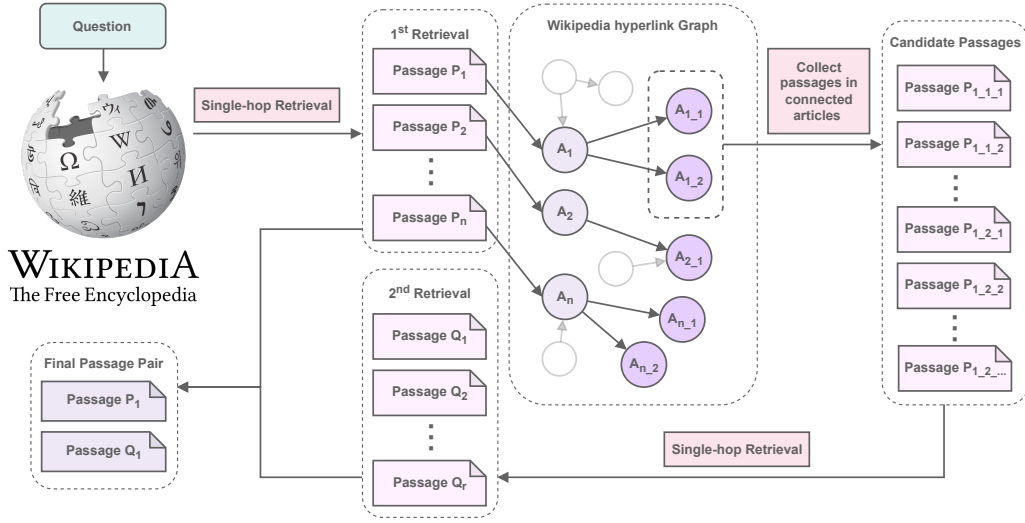 Question
Single-hop Retrieval
Ω
W
И
維
WIKIPEDIA
The Free Encyclopedia
1st Retrieval
Passage P1
Passage P2
Passage Pn
Wikipedia hyperlink Graph
A1
A1_1
A1_2
A2
A2_1
An
An_1
An_2
Collect
passages in
connected
articles
Candidate Passages
Passage P1_1_1
Passage P1_1_2
Passage P1_2_1
Passage P1_2_2
Passage P1_2_...
Single-hop Retrieval
2nd Retrieval
Passage Q1
Passage Q2
Passage Qr
Final Passage Pair
Passage P1
Passage Q1